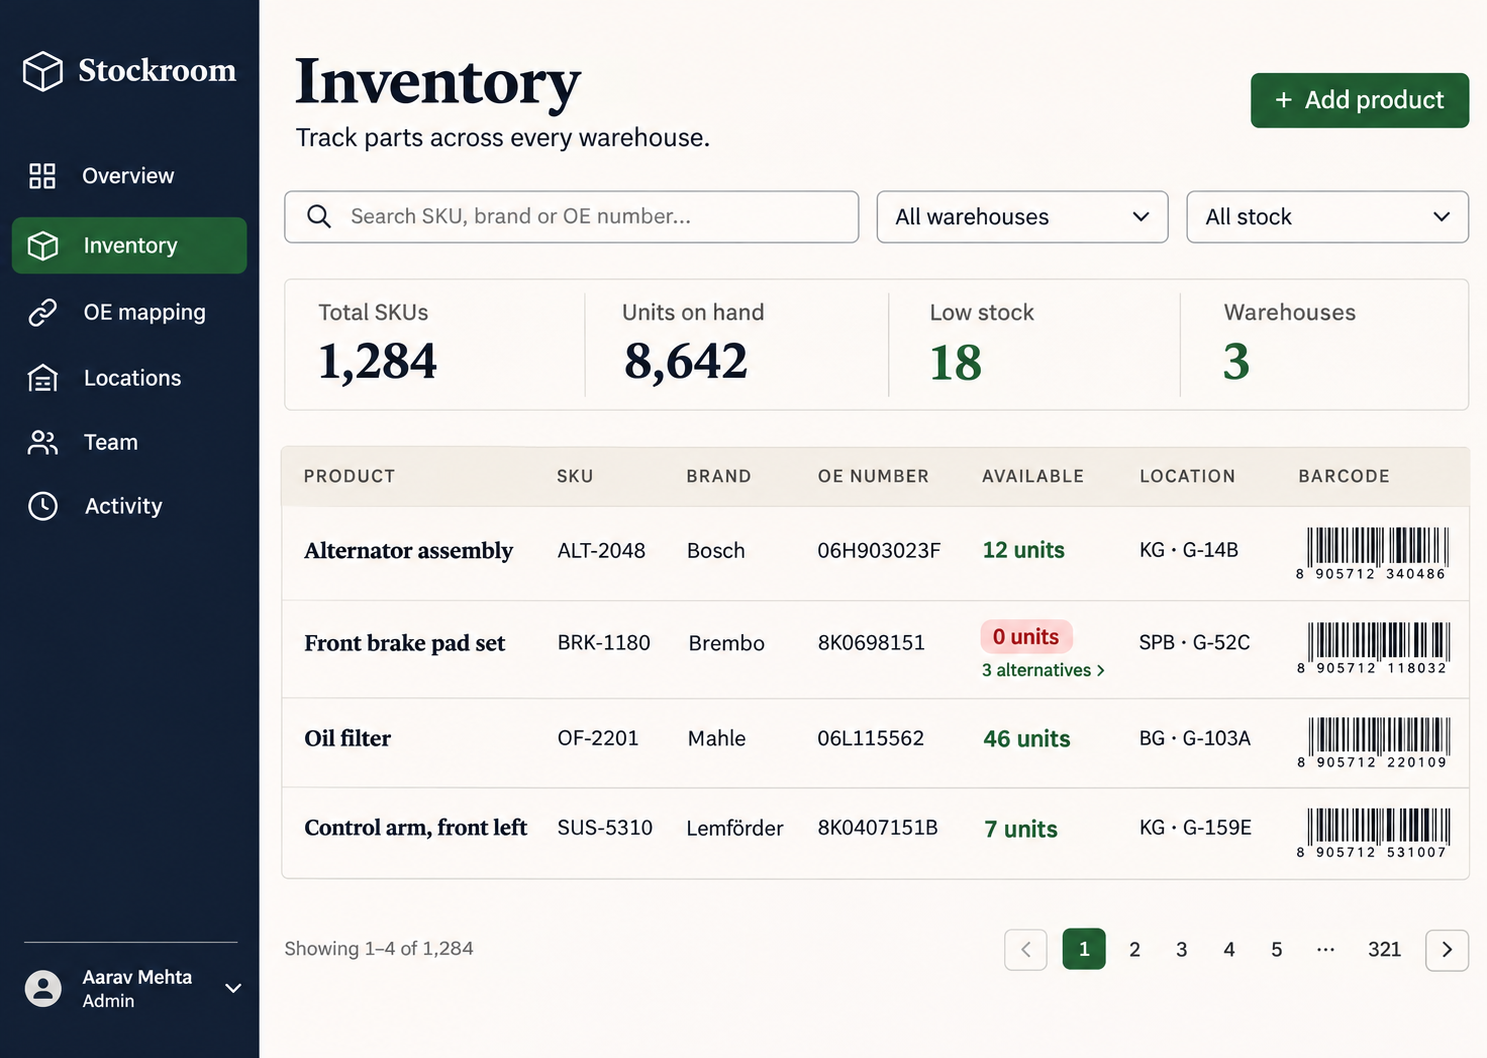 Stockroom
Overview
Inventory
OE mapping
Locations
Team
Activity
Aarav Mehta
Admin
Inventory
Track parts across every warehouse.
+ Add product
Search SKU, brand or OE number...
All warehouses
All stock
Total SKUs
1,284
Units on hand
8,642
Low stock
18
Warehouses
3
PRODUCT SKU BRAND OE NUMBER AVAILABLE LOCATION BARCODE
Alternator assembly ALT-2048 Bosch 06H903023F 12 units KG · G-14B 8 905712 340486
Front brake pad set BRK-1180 Brembo 8K0698151 0 units SPB · G-52C 8 905712 118032
3 alternatives >
Oil filter OF-2201 Mahle 06L115562 46 units BG · G-103A 8 905712 220109
Control arm, front left SUS-5310 Lemförder 8K0407151B 7 units KG · G-159E 8 905712 531007
Showing 1–4 of 1,284
1 2 3 4 5 ··· 321